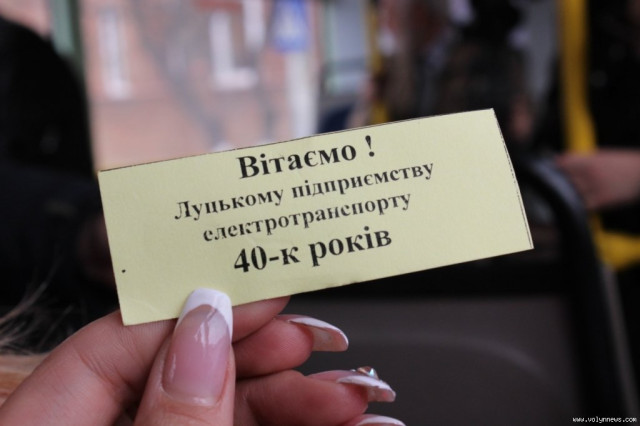 Вітаємо !
Луцькому підприємству
електротранспорту
40-к років
www.volynnews.com